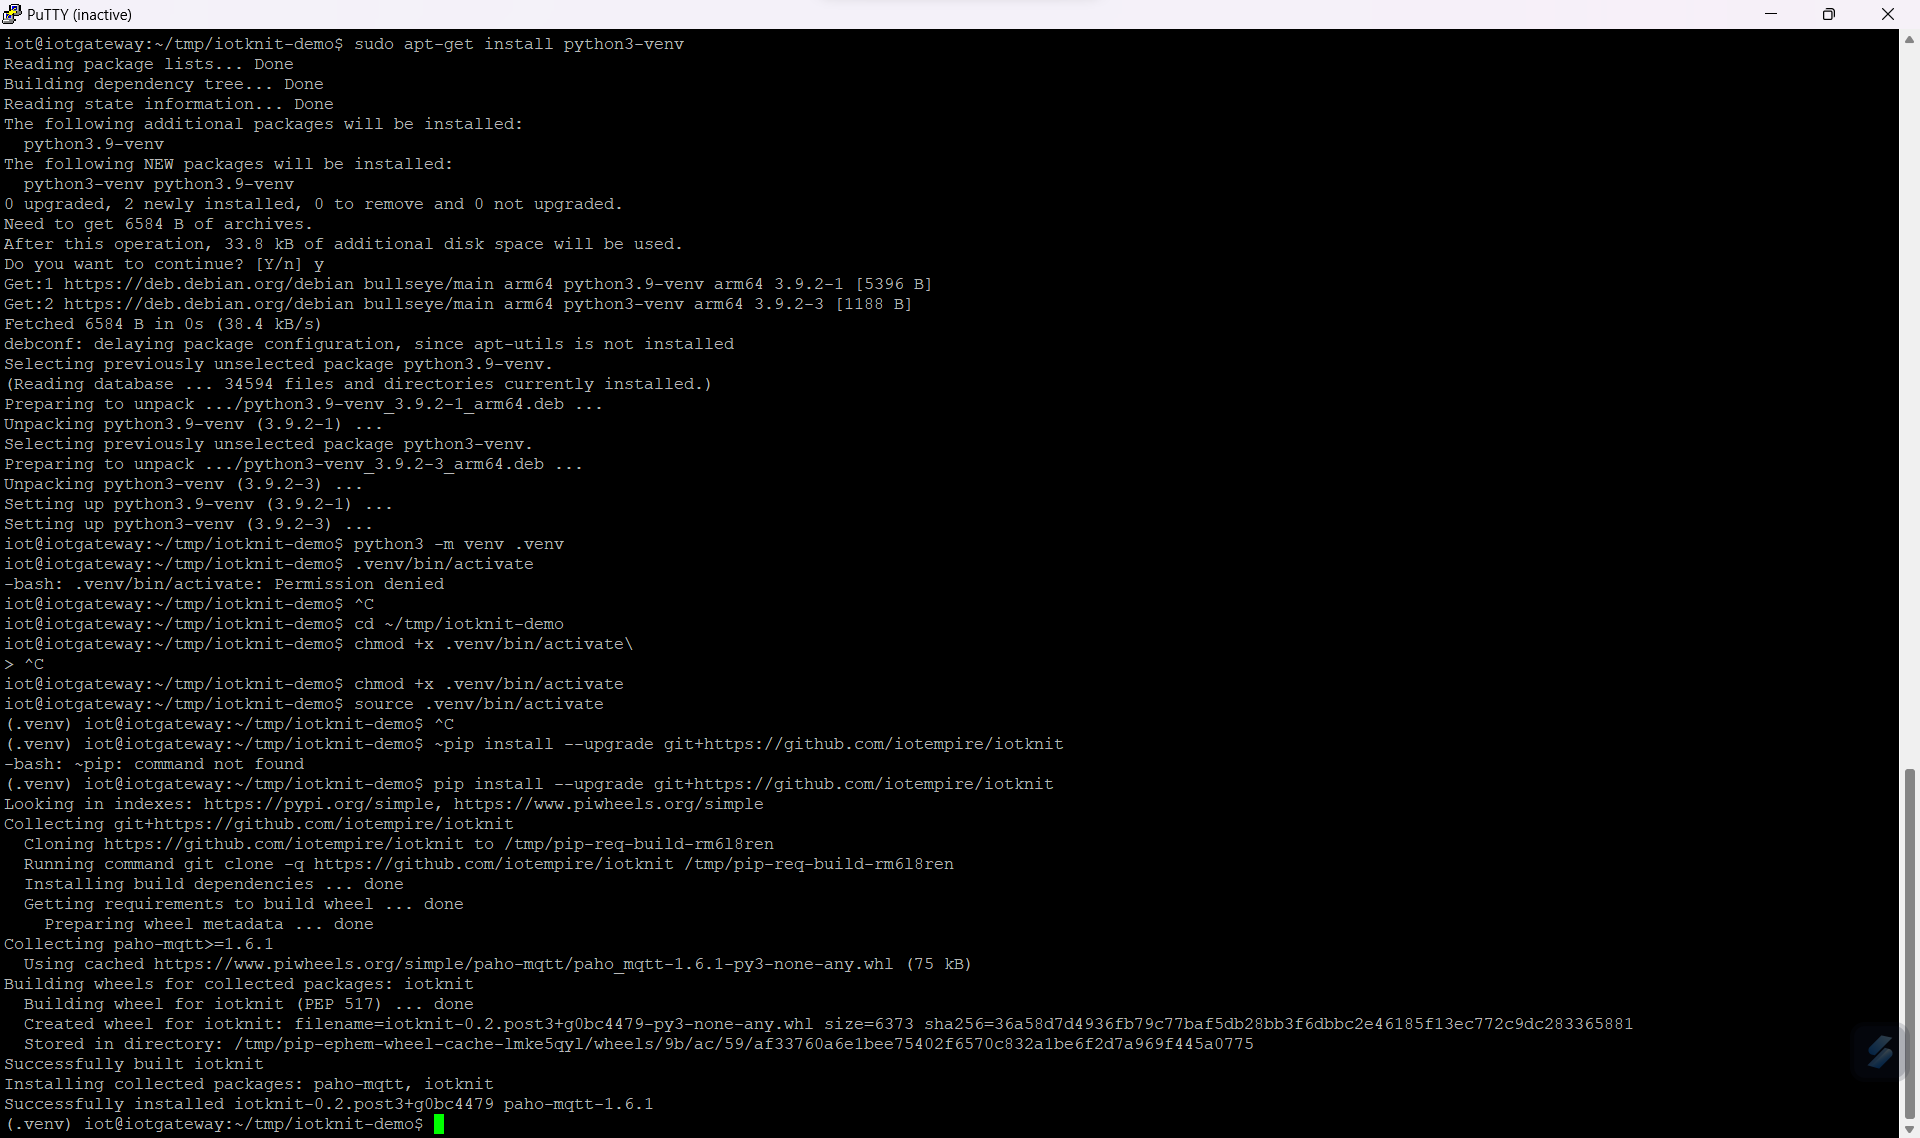 PuTTY (inactive)
iot@iotgateway:~/tmp/iotknit-demo$ sudo apt-get install python3-venv
Reading package lists... Done
Building dependency tree... Done
Reading state information... Done
The following additional packages will be installed:
  python3.9-venv
The following NEW packages will be installed:
  python3-venv python3.9-venv
0 upgraded, 2 newly installed, 0 to remove and 0 not upgraded.
Need to get 6584 B of archives.
After this operation, 33.8 kB of additional disk space will be used.
Do you want to continue? [Y/n] y
Get:1 https://deb.debian.org/debian bullseye/main arm64 python3.9-venv arm64 3.9.2-1 [5396 B]
Get:2 https://deb.debian.org/debian bullseye/main arm64 python3-venv arm64 3.9.2-3 [1188 B]
Fetched 6584 B in 0s (38.4 kB/s)
debconf: delaying package configuration, since apt-utils is not installed
Selecting previously unselected package python3.9-venv.
(Reading database ... 34594 files and directories currently installed.)
Preparing to unpack .../python3.9-venv_3.9.2-1_arm64.deb ...
Unpacking python3.9-venv (3.9.2-1) ...
Selecting previously unselected package python3-venv.
Preparing to unpack .../python3-venv_3.9.2-3_arm64.deb ...
Unpacking python3-venv (3.9.2-3) ...
Setting up python3.9-venv (3.9.2-1) ...
Setting up python3-venv (3.9.2-3) ...
iot@iotgateway:~/tmp/iotknit-demo$ python3 -m venv .venv
iot@iotgateway:~/tmp/iotknit-demo$ .venv/bin/activate
-bash: .venv/bin/activate: Permission denied
iot@iotgateway:~/tmp/iotknit-demo$ ^C
iot@iotgateway:~/tmp/iotknit-demo$ cd ~/tmp/iotknit-demo
iot@iotgateway:~/tmp/iotknit-demo$ chmod +x .venv/bin/activate\
> ^C
iot@iotgateway:~/tmp/iotknit-demo$ chmod +x .venv/bin/activate
iot@iotgateway:~/tmp/iotknit-demo$ source .venv/bin/activate
(.venv) iot@iotgateway:~/tmp/iotknit-demo$ ^C
(.venv) iot@iotgateway:~/tmp/iotknit-demo$ ~pip install --upgrade git+https://github.com/iotempire/iotknit
-bash: ~pip: command not found
(.venv) iot@iotgateway:~/tmp/iotknit-demo$ pip install --upgrade git+https://github.com/iotempire/iotknit
Looking in indexes: https://pypi.org/simple, https://www.piwheels.org/simple
Collecting git+https://github.com/iotempire/iotknit
  Cloning https://github.com/iotempire/iotknit to /tmp/pip-req-build-rm6l8ren
  Running command git clone -q https://github.com/iotempire/iotknit /tmp/pip-req-build-rm6l8ren
  Installing build dependencies ... done
  Getting requirements to build wheel ... done
    Preparing wheel metadata ... done
Collecting paho-mqtt>=1.6.1
  Using cached https://www.piwheels.org/simple/paho-mqtt/paho_mqtt-1.6.1-py3-none-any.whl (75 kB)
Building wheels for collected packages: iotknit
  Building wheel for iotknit (PEP 517) ... done
  Created wheel for iotknit: filename=iotknit-0.2.post3+g0bc4479-py3-none-any.whl size=6373 sha256=36a58d7d4936fb79c77baf5db28bb3f6dbbc2e46185f13ec772c9dc283365881
  Stored in directory: /tmp/pip-ephem-wheel-cache-lmke5qyl/wheels/9b/ac/59/af33760a6e1bee75402f6570c832a1be6f2d7a969f445a0775
Successfully built iotknit
Installing collected packages: paho-mqtt, iotknit
Successfully installed iotknit-0.2.post3+g0bc4479 paho-mqtt-1.6.1
(.venv) iot@iotgateway:~/tmp/iotknit-demo$